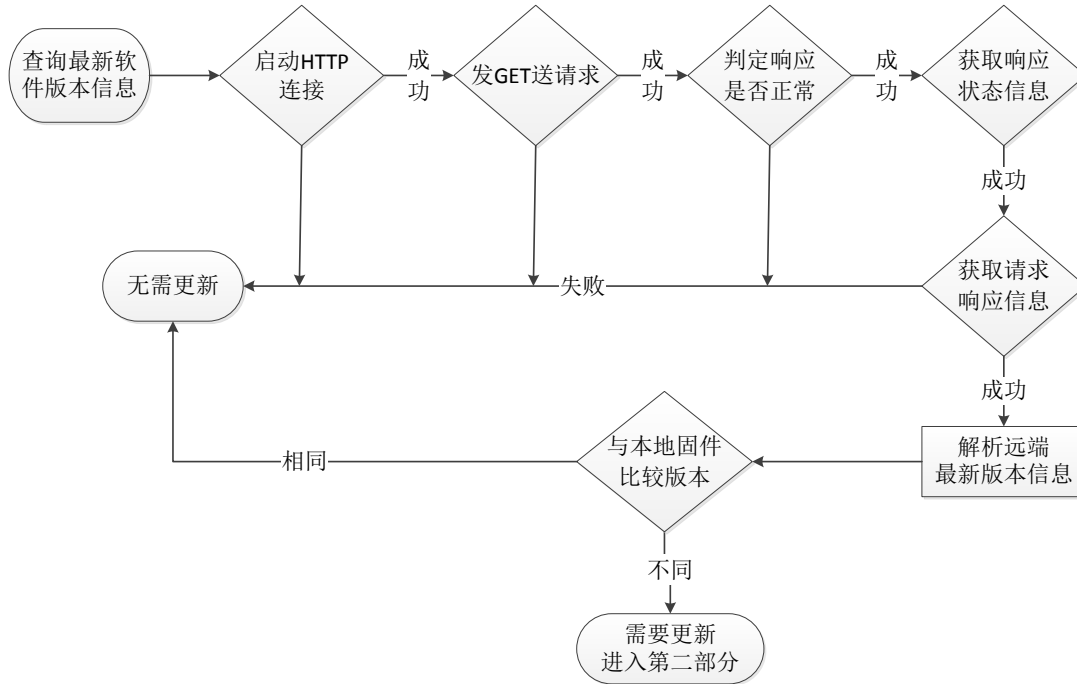 查询最新软
件版本信息
启动HTTP
连接
成
功
发GET送请求
成
功
判定响应
是否正常
成
功
获取响应
状态信息
成功
无需更新
失败
获取请求
响应信息
成功
相同
与本地固件
比较版本
解析远端
最新版本信息
不同
需要更新
进入第二部分